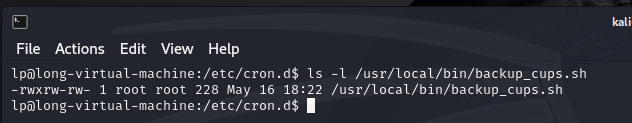 kali
File Actions Edit View Help
lp@long-virtual-machine:/etc/cron.d$ ls -l /usr/local/bin/backup_cups.sh
-rwxrw-rw- 1 root root 228 May 16 18:22 /usr/local/bin/backup_cups.sh
lp@long-virtual-machine:/etc/cron.d$